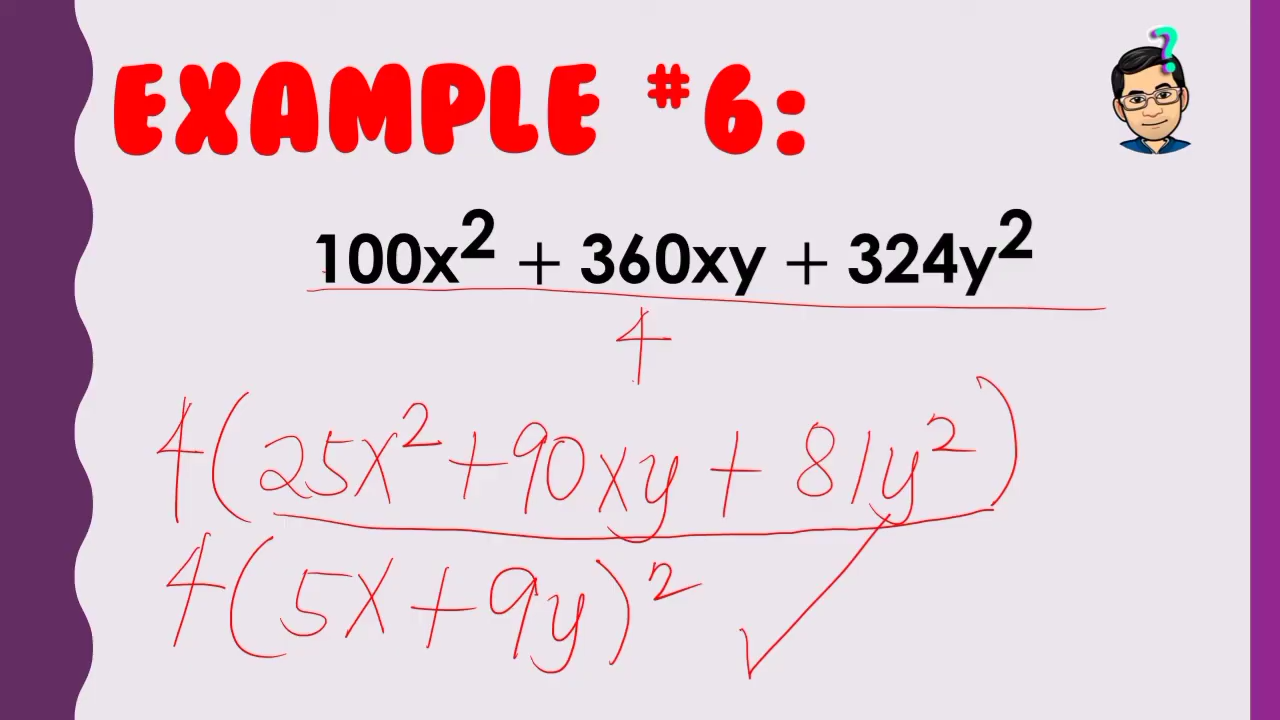 EXAMPLE #6:
?
100x² + 360xy + 324y²
4
4(25x² + 90xy + 81y²)
4(5x + 9y)²